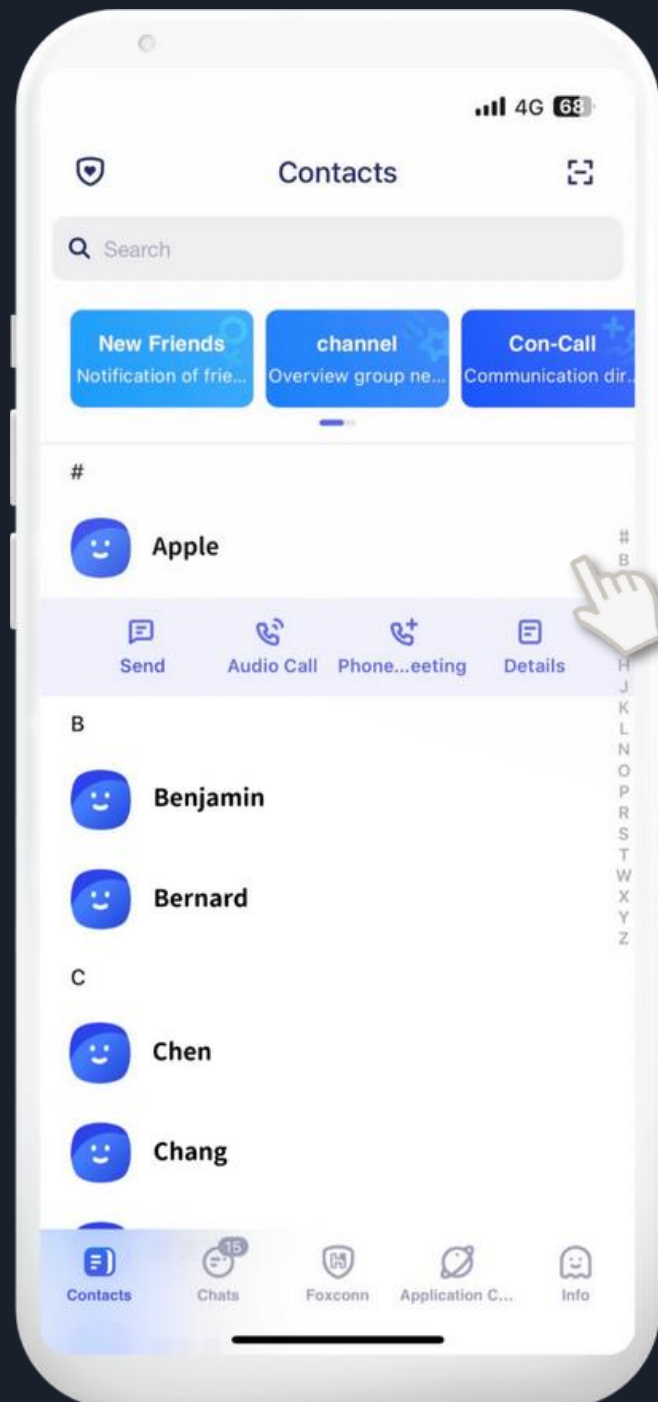 4G 68
Contacts
Search
New Friends channel Con-Call
Notification of frie... Overview group ne... Communication dir..
#
Apple
#
B
Send Audio Call Phone...eeting Details
H
J
B
K
L
N
O
Benjamin
P
R
S
T
W
Bernard
X
Y
Z
C
Chen
Chang
15
Contacts Chats Foxconn Application C... Info